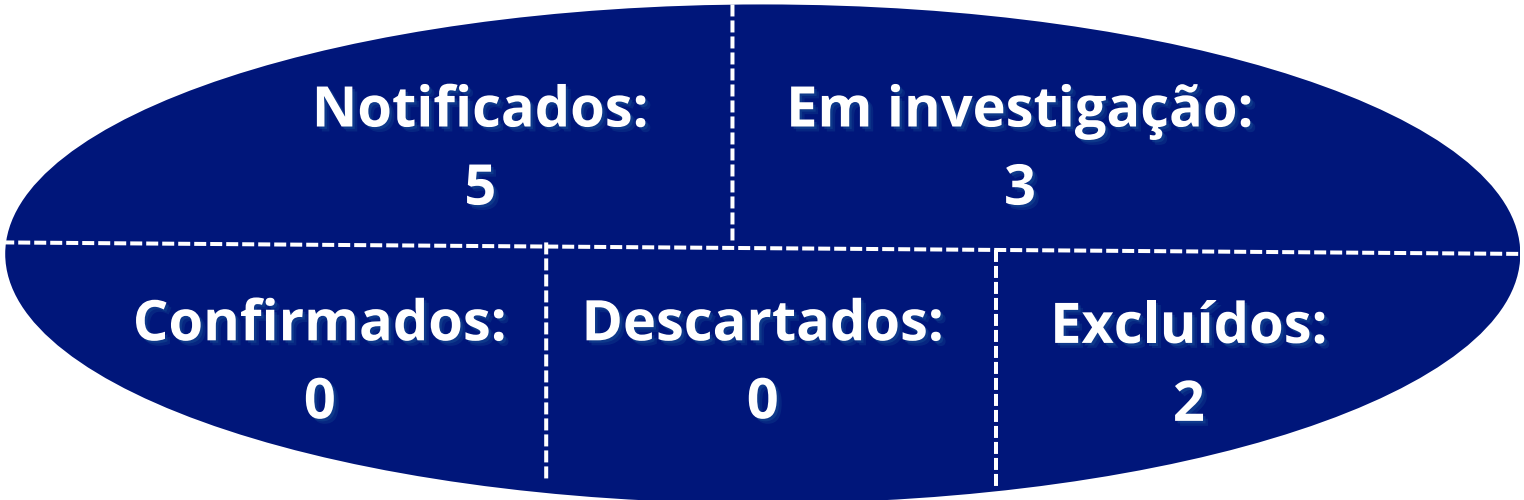 Notificados:
5
Em investigação:
3
Confirmados:
0
Descartados:
0
Excluídos:
2